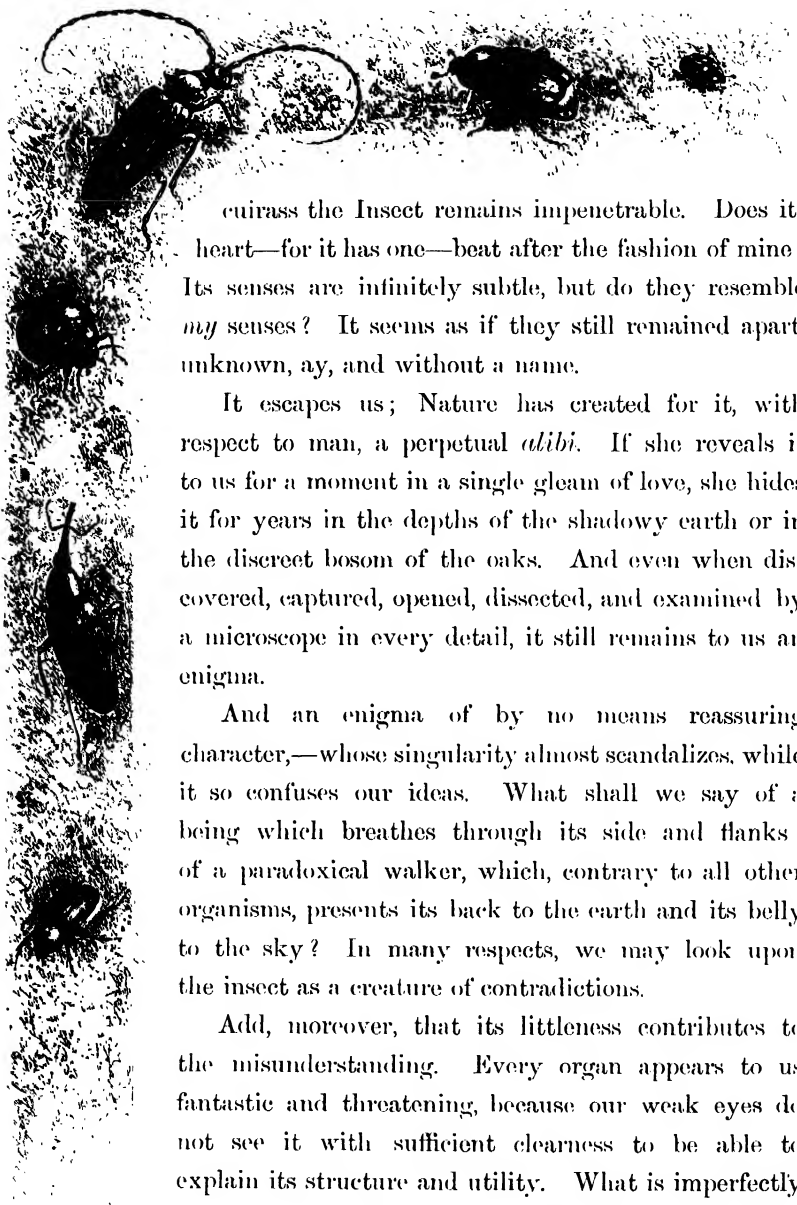 cuirass the Insect remains impenetrable. Does it
heart—for it has one—beat after the fashion of mine
Its senses are infinitely subtle, but do they resembl
my senses? It seems as if they still remained apart
unknown, ay, and without a name.
It escapes us; Nature has created for it, with
respect to man, a perpetual alibi. If she reveals i
to us for a moment in a single gleam of love, she hides
it for years in the depths of the shadowy earth or in
the discreet bosom of the oaks. And even when dis
covered, captured, opened, dissected, and examined by
a microscope in every detail, it still remains to us an
enigma.
And an enigma of by no means reassuring
character,—whose singularity almost scandalizes, while
it so confuses our ideas. What shall we say of a
being which breathes through its side and flanks
of a paradoxical walker, which, contrary to all other
organisms, presents its back to the earth and its belly
to the sky? In many respects, we may look upon
the insect as a creature of contradictions.
Add, moreover, that its littleness contributes to
the misunderstanding. Every organ appears to us
fantastic and threatening, because our weak eyes do
not see it with sufficient clearness to be able to
explain its structure and utility. What is imperfectly